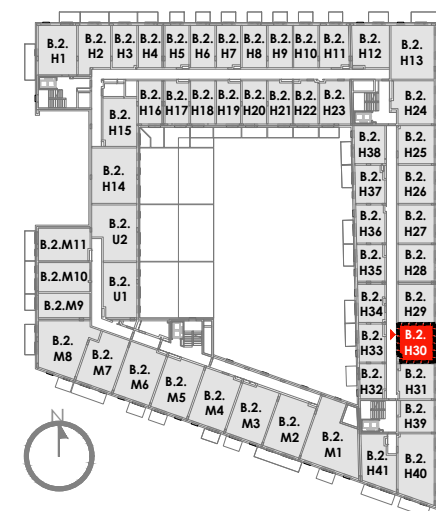 B.2.
H1
B.2.
H2
B.2.
H3
B.2.
H4
B.2.
H5
B.2.
H6
B.2.
H7
B.2.
H8
B.2.
H9
B.2.
H10
B.2.
H11
B.2.
H12
B.2.
H13
B.2.
H16
B.2.
H17
B.2.
H18
B.2.
H19
B.2.
H20
B.2.
H21
B.2.
H22
B.2.
H23
B.2.
H24
B.2.
H15
B.2.
H38
B.2.
H25
B.2.
H14
B.2.
H37
B.2.
H26
B.2.
U2
B.2.
H36
B.2.
H27
B.2.M11
B.2.
H35
B.2.
H28
B.2.M10
B.2.
U1
B.2.
H34
B.2.
H29
B.2.M9
B.2.
H33
B.2.
H30
B.2.
M8
B.2.
M7
B.2.
M6
B.2.
M5
B.2.
M4
B.2.
M3
B.2.
M2
B.2.
M1
B.2.
H32
B.2.
H31
B.2.
H39
B.2.
H41
B.2.
H40
N